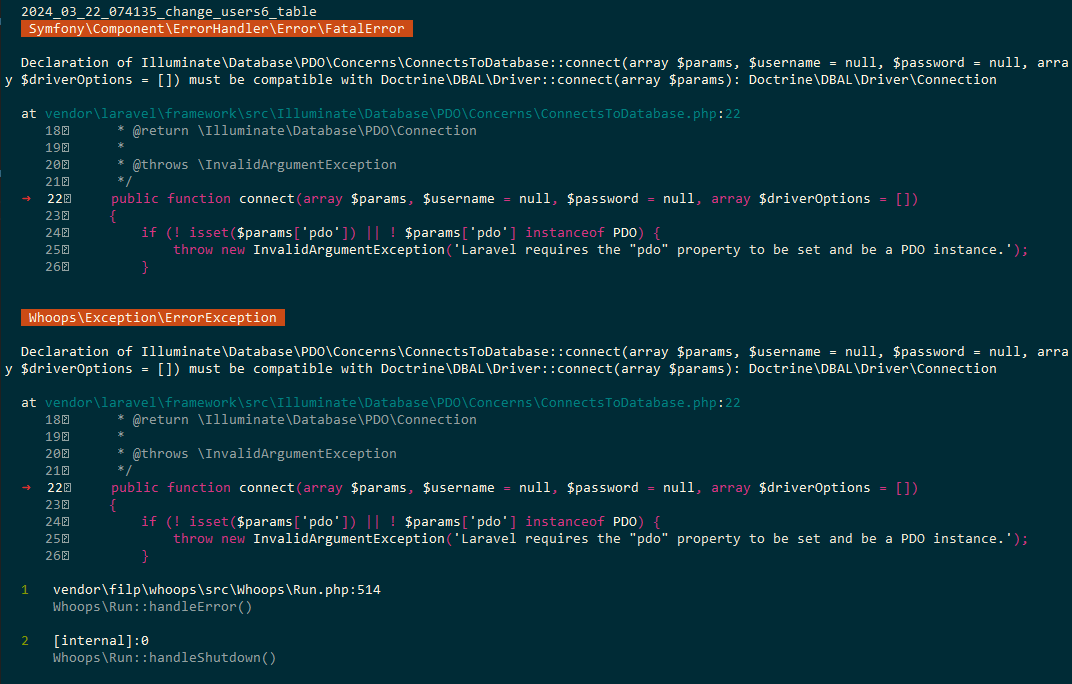 2024_03_22_074135_change_users6_table
Symfony\Component\ErrorHandler\Error\FatalError
Declaration of Illuminate\Database\PDO\Concerns\ConnectsToDatabase::connect(array $params, $username = null, $password = null, arra
y $driverOptions = []) must be compatible with Doctrine\DBAL\Driver::connect(array $params): Doctrine\DBAL\Driver\Connection
at vendor\laravel\framework\src\Illuminate\Database\PDO\Concerns\ConnectsToDatabase.php:22
18 * @return \Illuminate\Database\PDO\Connection
19 *
20 * @throws \InvalidArgumentException
21 */
→ 22 public function connect(array $params, $username = null, $password = null, array $driverOptions = [])
23 {
24 if (! isset($params['pdo']) || ! $params['pdo'] instanceof PDO) {
25 throw new InvalidArgumentException('Laravel requires the "pdo" property to be set and be a PDO instance.');
26 }
Whoops\Exception\ErrorException
Declaration of Illuminate\Database\PDO\Concerns\ConnectsToDatabase::connect(array $params, $username = null, $password = null, arra
y $driverOptions = []) must be compatible with Doctrine\DBAL\Driver::connect(array $params): Doctrine\DBAL\Driver\Connection
at vendor\laravel\framework\src\Illuminate\Database\PDO\Concerns\ConnectsToDatabase.php:22
18 * @return \Illuminate\Database\PDO\Connection
19 *
20 * @throws \InvalidArgumentException
21 */
→ 22 public function connect(array $params, $username = null, $password = null, array $driverOptions = [])
23 {
24 if (! isset($params['pdo']) || ! $params['pdo'] instanceof PDO) {
25 throw new InvalidArgumentException('Laravel requires the "pdo" property to be set and be a PDO instance.');
26 }
1 vendor\filp\whoops\src\Whoops\Run.php:514
Whoops\Run::handleError()
2 [internal]:0
Whoops\Run::handleShutdown()